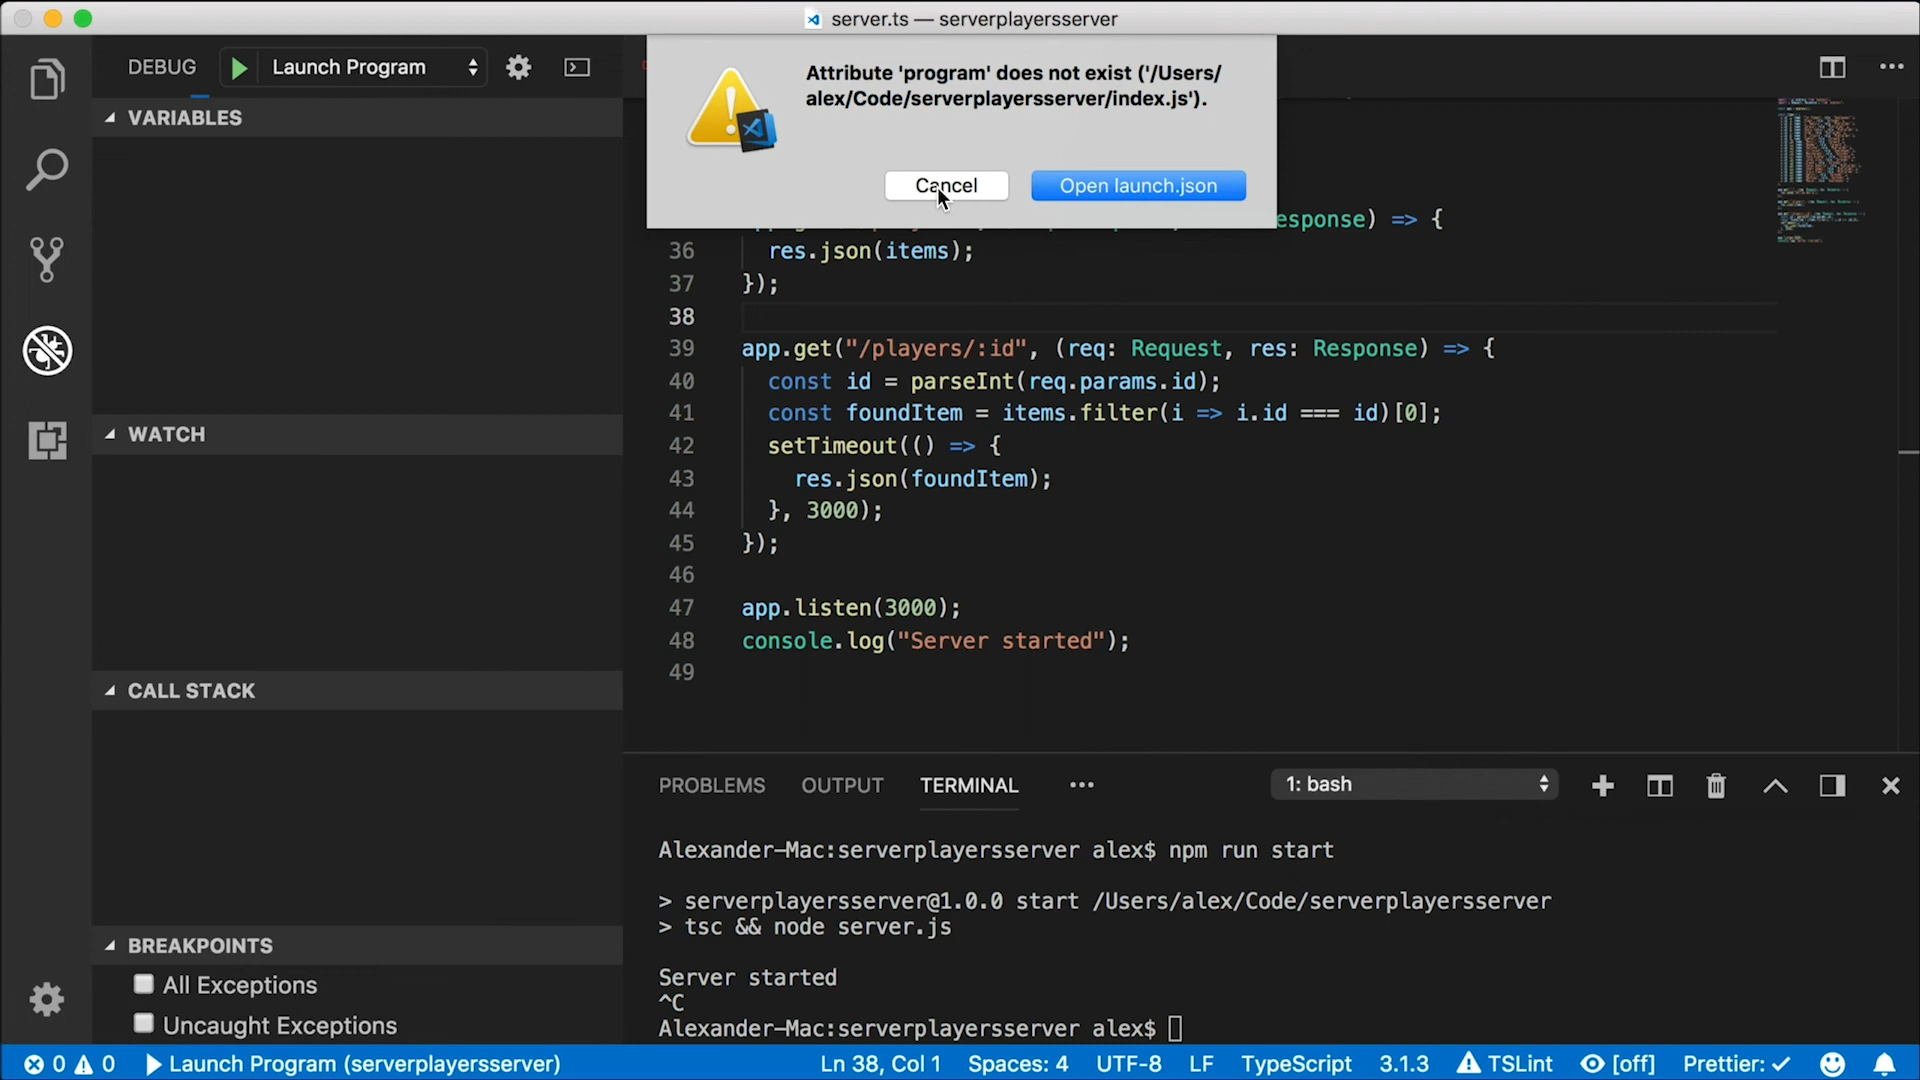 server.ts — serverplayersserver
DEBUG
Launch Program
VARIABLES
WATCH
CALL STACK
BREAKPOINTS
All Exceptions
Uncaught Exceptions
Attribute 'program' does not exist ('/Users/
alex/Code/serverplayersserver/index.js').
Cancel
Open launch.json
esponse) => {
36 res.json(items);
37 });
38
39 app.get("/players/:id", (req: Request, res: Response) => {
40 const id = parseInt(req.params.id);
41 const foundItem = items.filter(i => i.id === id)[0];
42 setTimeout(() => {
43 res.json(foundItem);
44 }, 3000);
45 });
46
47 app.listen(3000);
48 console.log("Server started");
49
PROBLEMS OUTPUT TERMINAL ••• 1: bash
Alexander-Mac:serverplayersserver alex$ npm run start
> serverplayersserver@1.0.0 start /Users/alex/Code/serverplayersserver
> tsc && node server.js
Server started
^C
Alexander-Mac:serverplayersserver alex$
0 0 Launch Program (serverplayersserver) Ln 38, Col 1 Spaces: 4 UTF-8 LF TypeScript 3.1.3 TSLint [off] Prettier: ✓